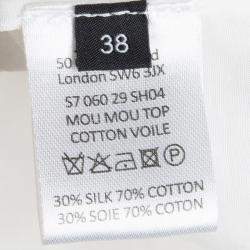 38
50
London SW6 3JX
S7 060 29 SH04
MOU MOU TOP
COTTON VOILE
30% SILK 70% COTTON
30% SOIE 70% COTON